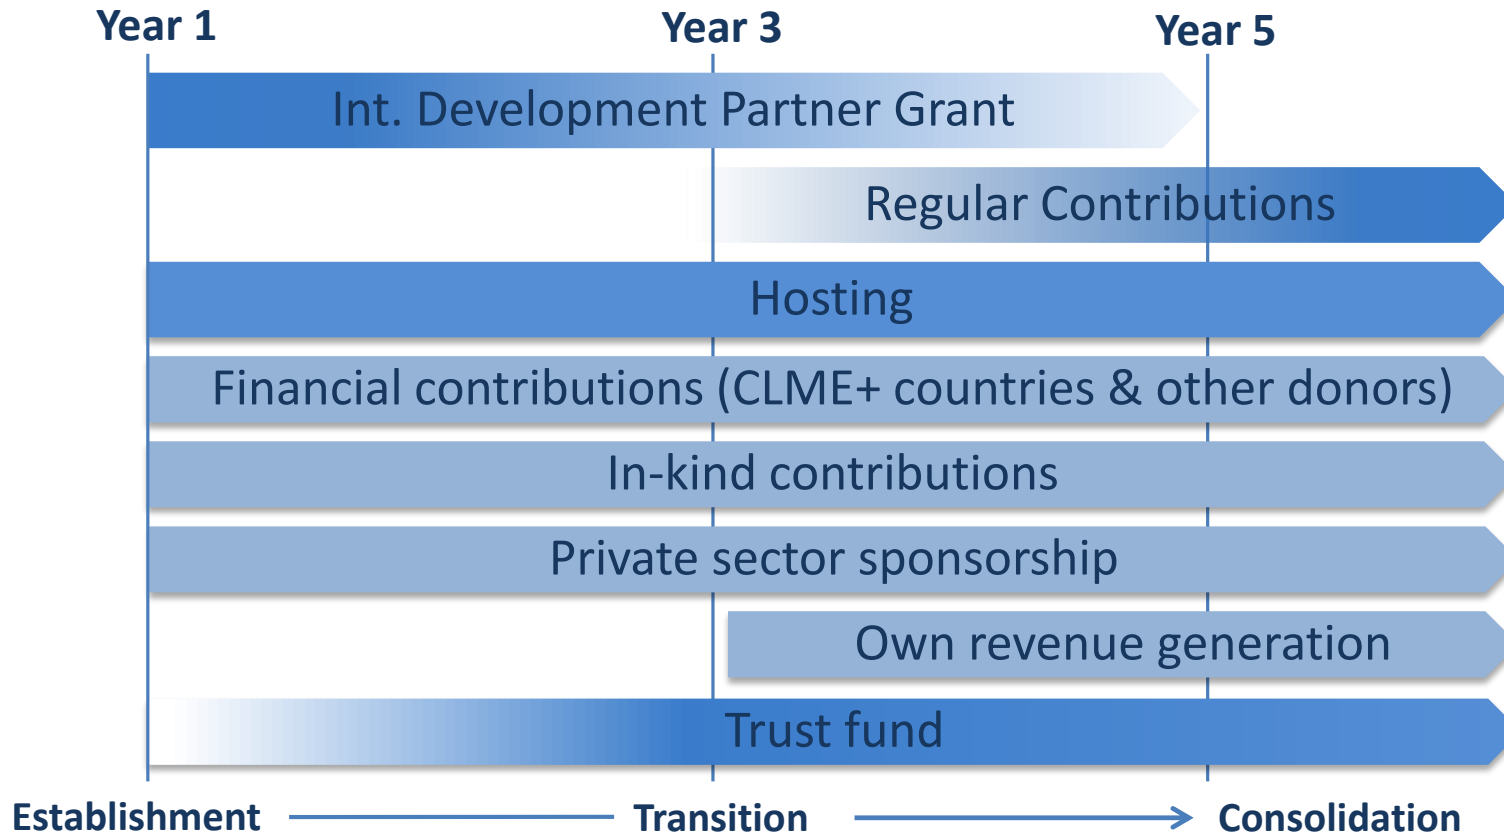 Year 1
Year 3
Year 5
Int. Development Partner Grant
Regular Contributions
Hosting
Financial contributions (CLME+ countries & other donors)
In-kind contributions
Private sector sponsorship
Own revenue generation
Trust fund
Establishment
Transition
Consolidation